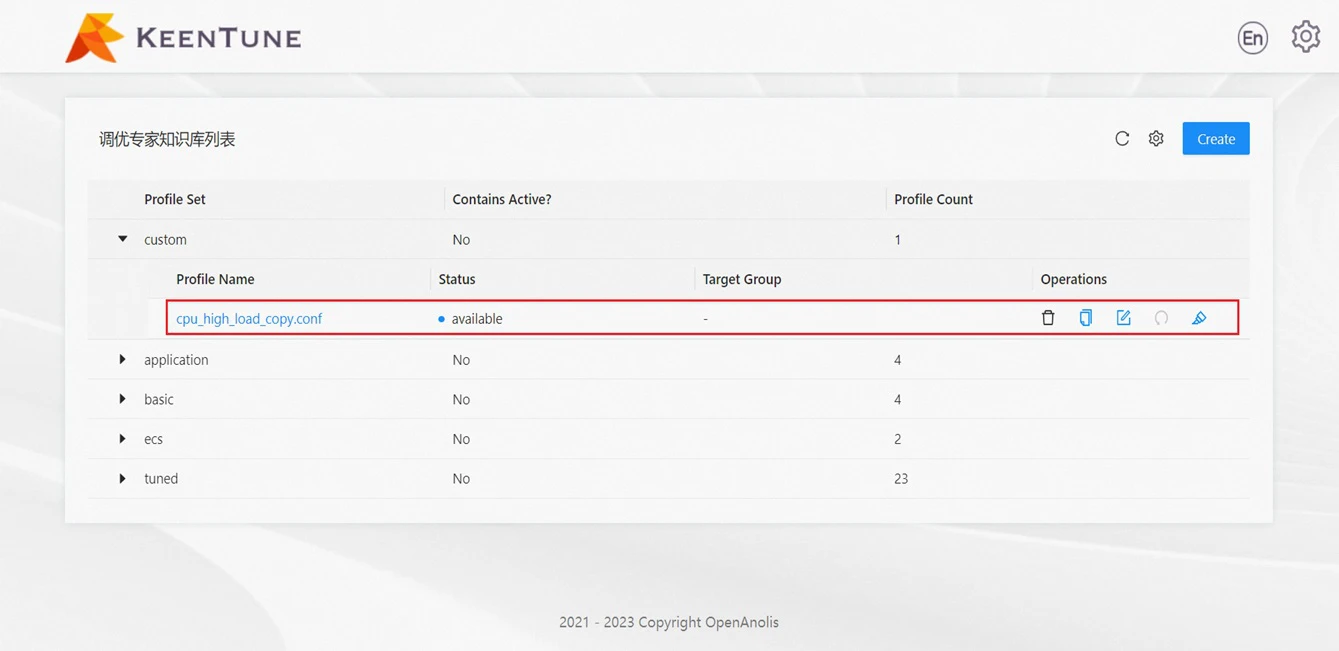 KEENTUNE
En
调优专家知识库列表
Create
Profile Set Contains Active? Profile Count
custom No 1
Profile Name Status Target Group Operations
cpu_high_load_copy.conf available -
application No 4
basic No 4
ecs No 2
tuned No 23
2021 - 2023 Copyright OpenAnolis